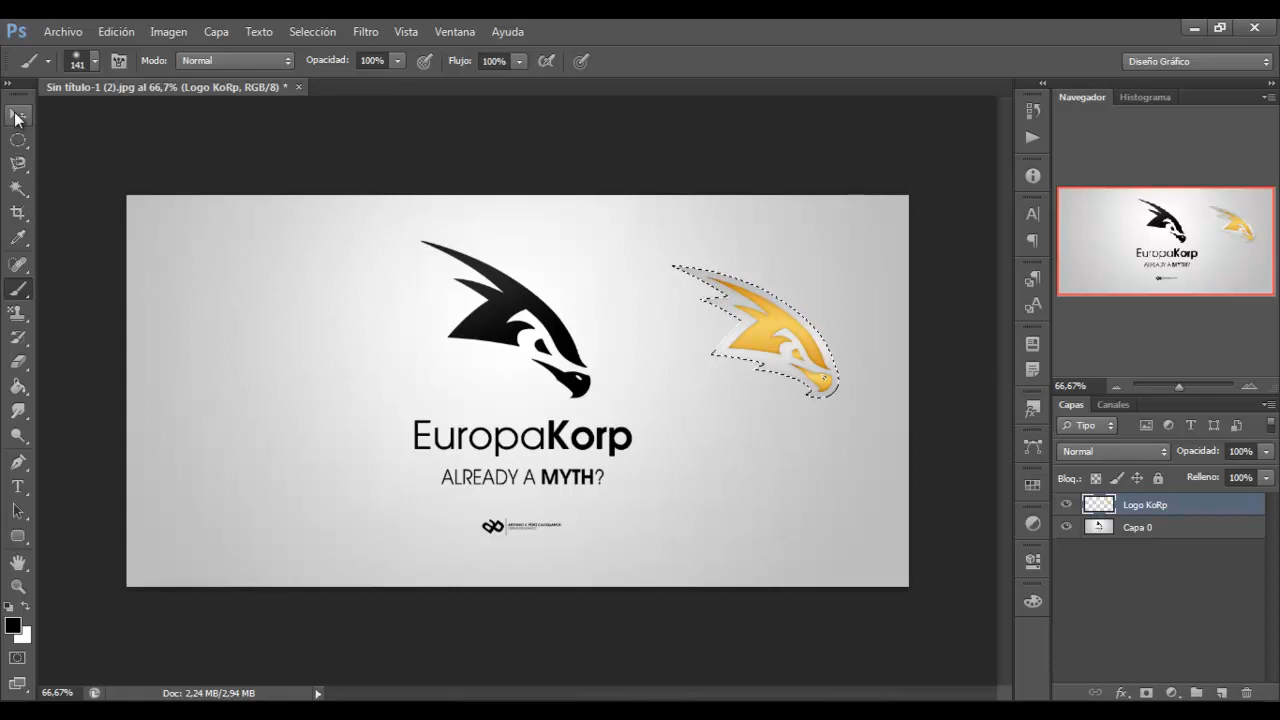 Ps Archivo Edición Imagen Capa Texto Selección Filtro Vista Ventana Ayuda
141 Modo: Normal Opacidad: 100% Flujo: 100% Diseño Gráfico
Sin título-1 (2).jpg al 66,7% (Logo KoRp, RGB/8) *
Navegador Histograma
EuropaKorp
ALREADY A MYTH?
EuropaKorp
ALREADY A MYTH?
66,67%
Capas Canales
Tipo
Normal Opacidad: 100%
Bloq.: Relleno: 100%
Logo KoRp
Capa 0
66,67% Doc: 2,24 MB/2,94 MB